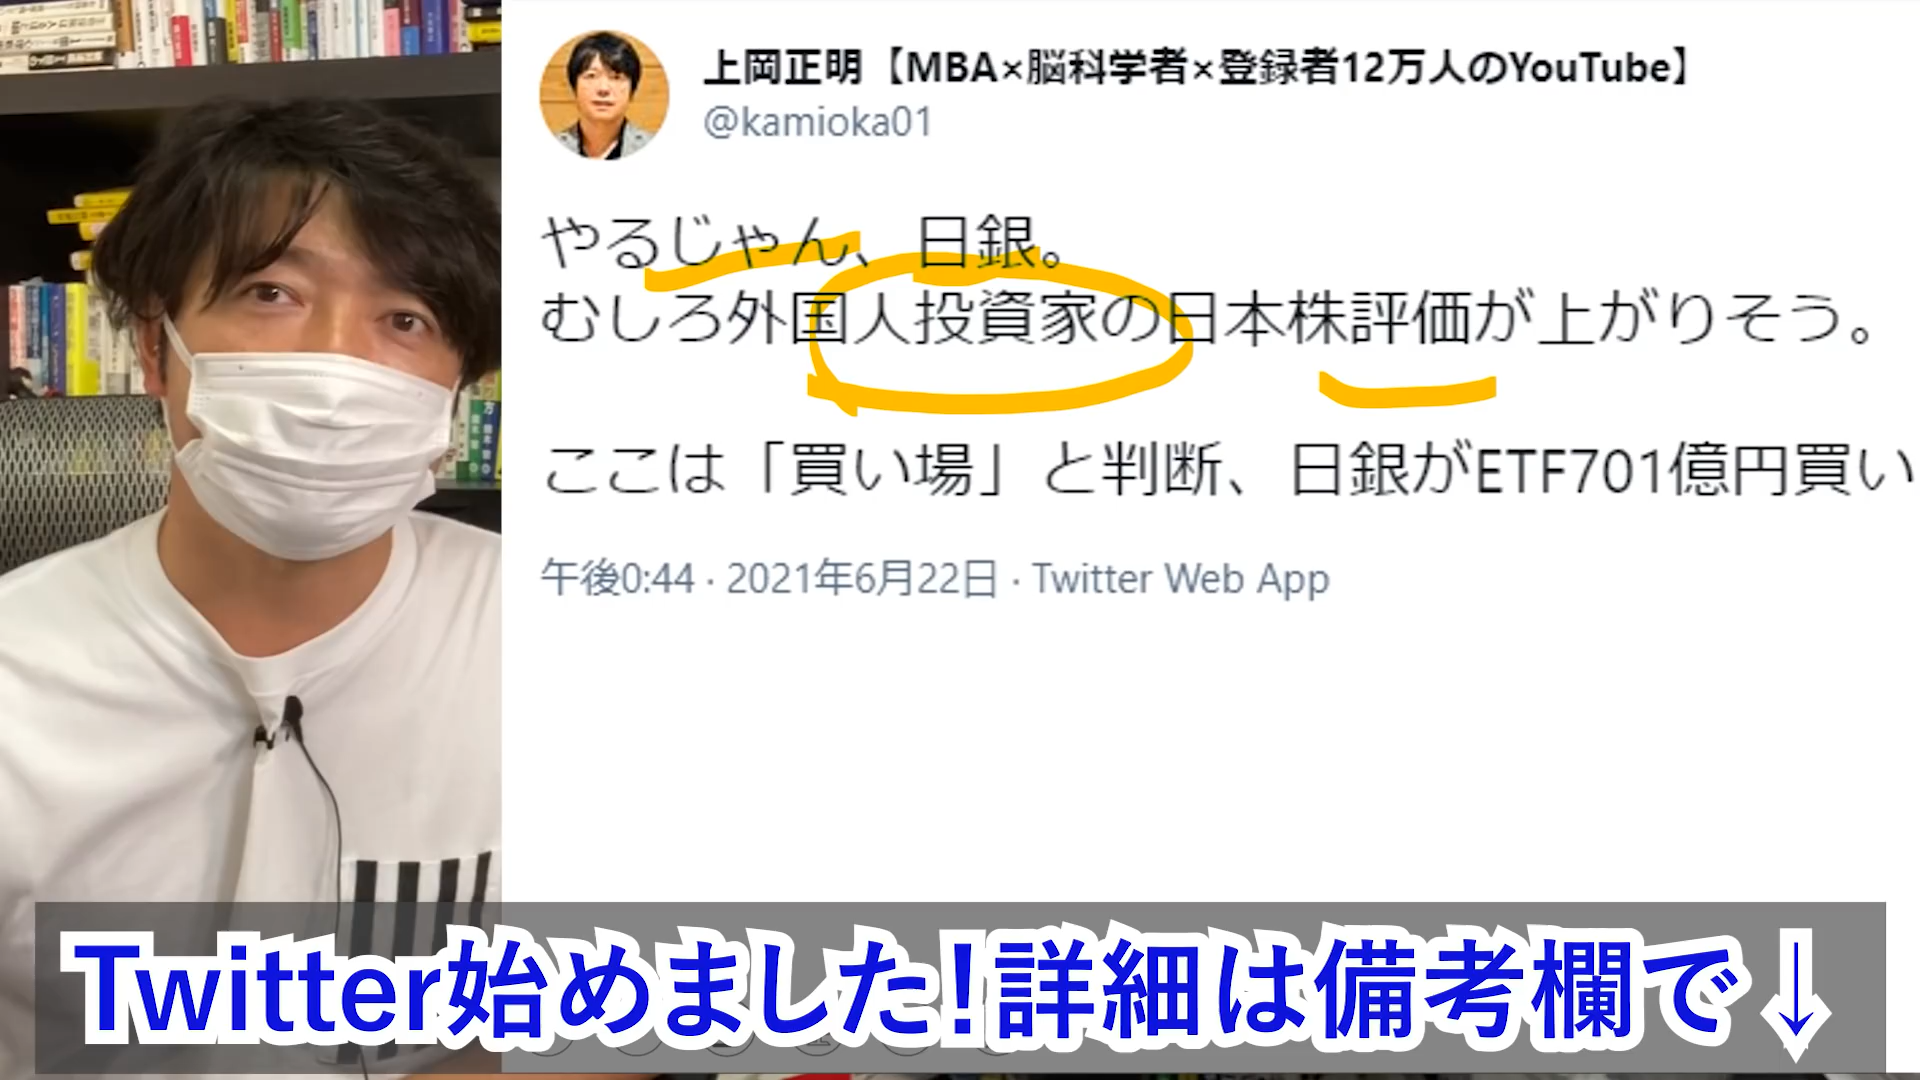 上岡正明【MBA×脳科学者×登録者12万人のYouTube】
@kamioka01
やるじゃん、日銀。
むしろ外国人投資家の日本株評価が上がりそう。
ここは「買い場」と判断、日銀がETF701億円買い
午後0:44 · 2021年6月22日 · Twitter Web App
Twitter始めました!詳細は備考欄で↓